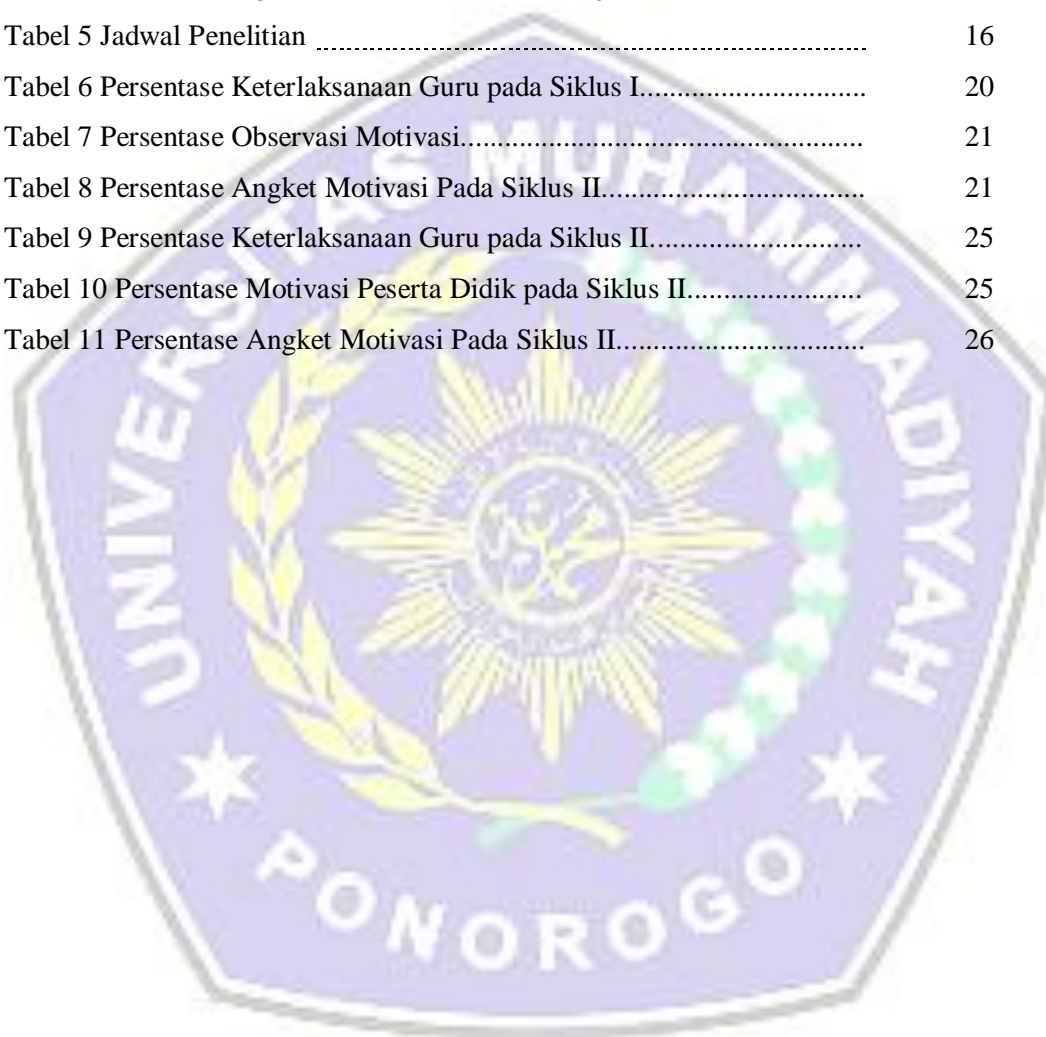 Tabel 5 Jadwal Penelitian ........................................ 16
Tabel 6 Persentase Keterlaksanaan Guru pada Siklus I.............................. 20
Tabel 7 Persentase Observasi Motivasi..................................................... 21
Tabel 8 Persentase Angket Motivasi Pada Siklus II................................... 21
Tabel 9 Persentase Keterlaksanaan Guru pada Siklus II............................ 25
Tabel 10 Persentase Motivasi Peserta Didik pada Siklus II....................... 25
Tabel 11 Persentase Angket Motivasi Pada Siklus II................................. 26
UNIVERSITAS MUHAMMADIYAH
PONOROGO